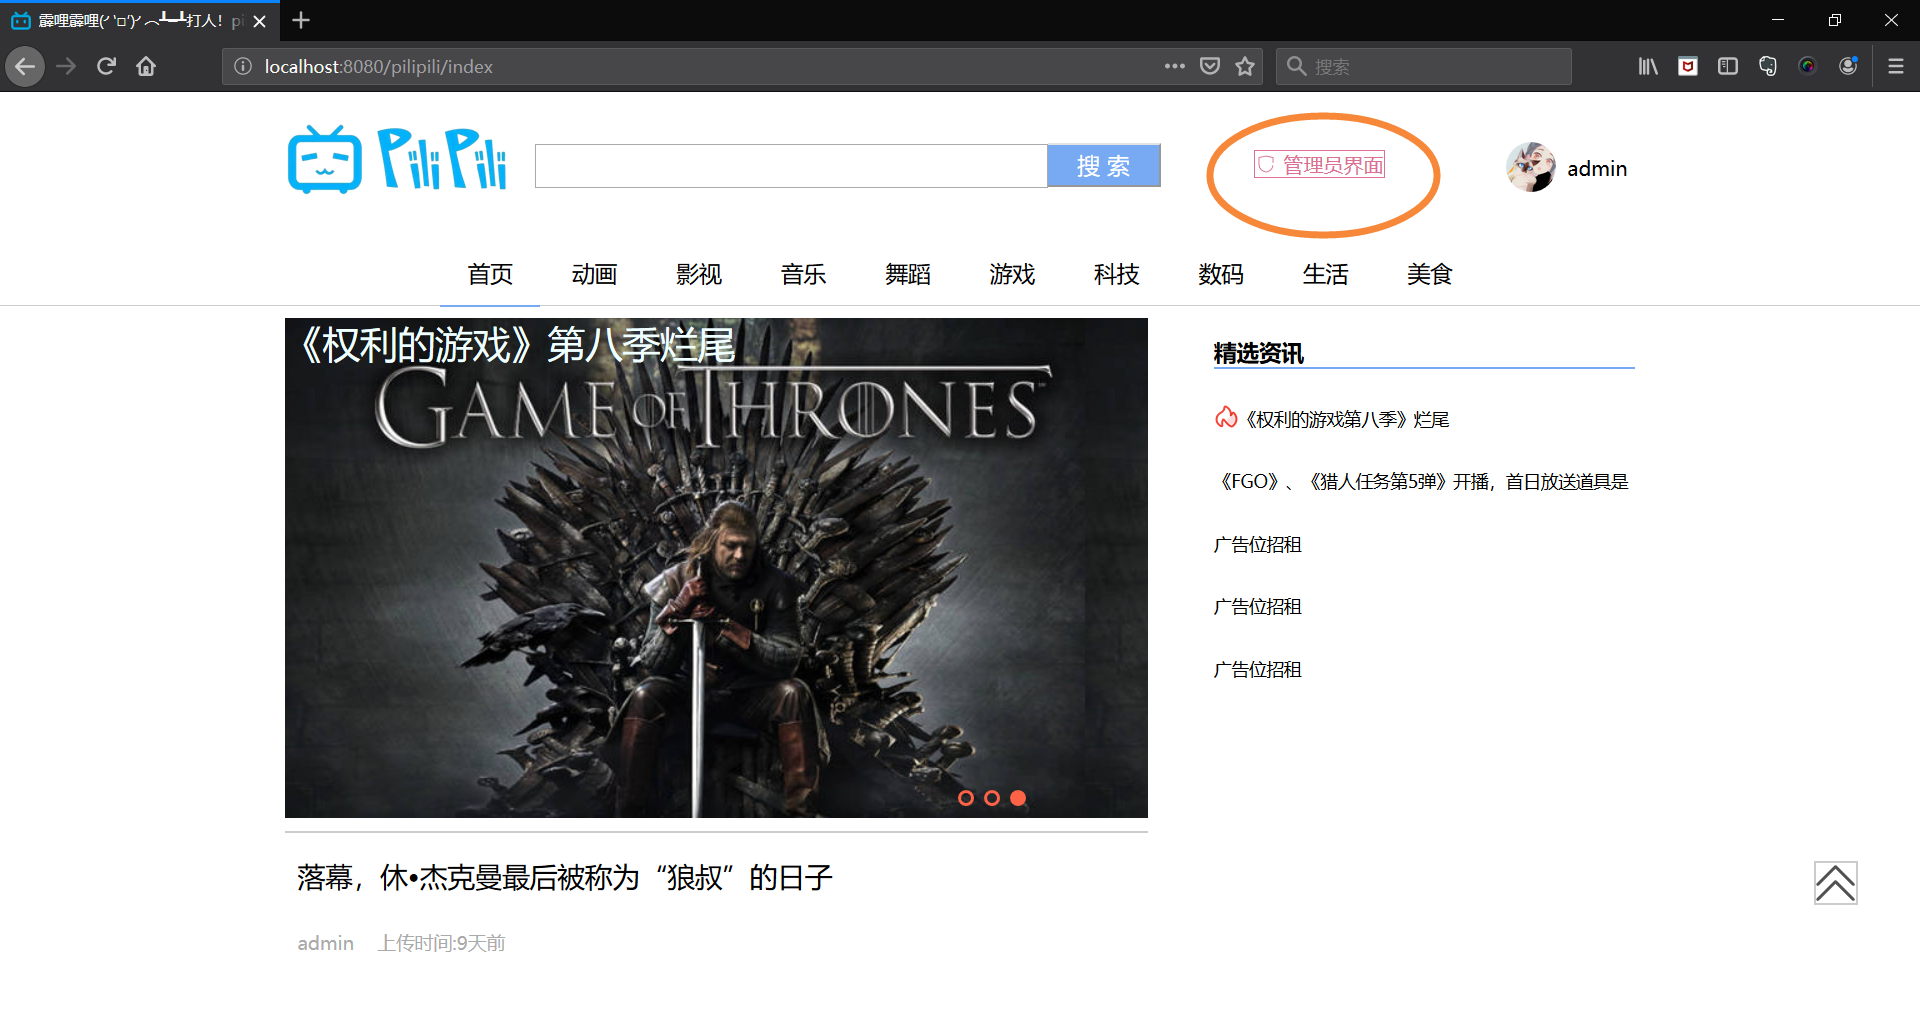 霹哩霹哩(╯'□')╯︵┻━┻打人！pi
localhost:8080/pilipili/index
搜索
PiliPili
搜 索
管理员界面
admin
首页
动画
影视
音乐
舞蹈
游戏
科技
数码
生活
美食
《权利的游戏》第八季烂尾
GAME OF THRONES
精选资讯
《权利的游戏第八季》烂尾
《FGO》、《猎人任务第5弹》开播，首日放送道具是
广告位招租
广告位招租
广告位招租
落幕，休•杰克曼最后被称为“狼叔”的日子
admin 上传时间:9天前